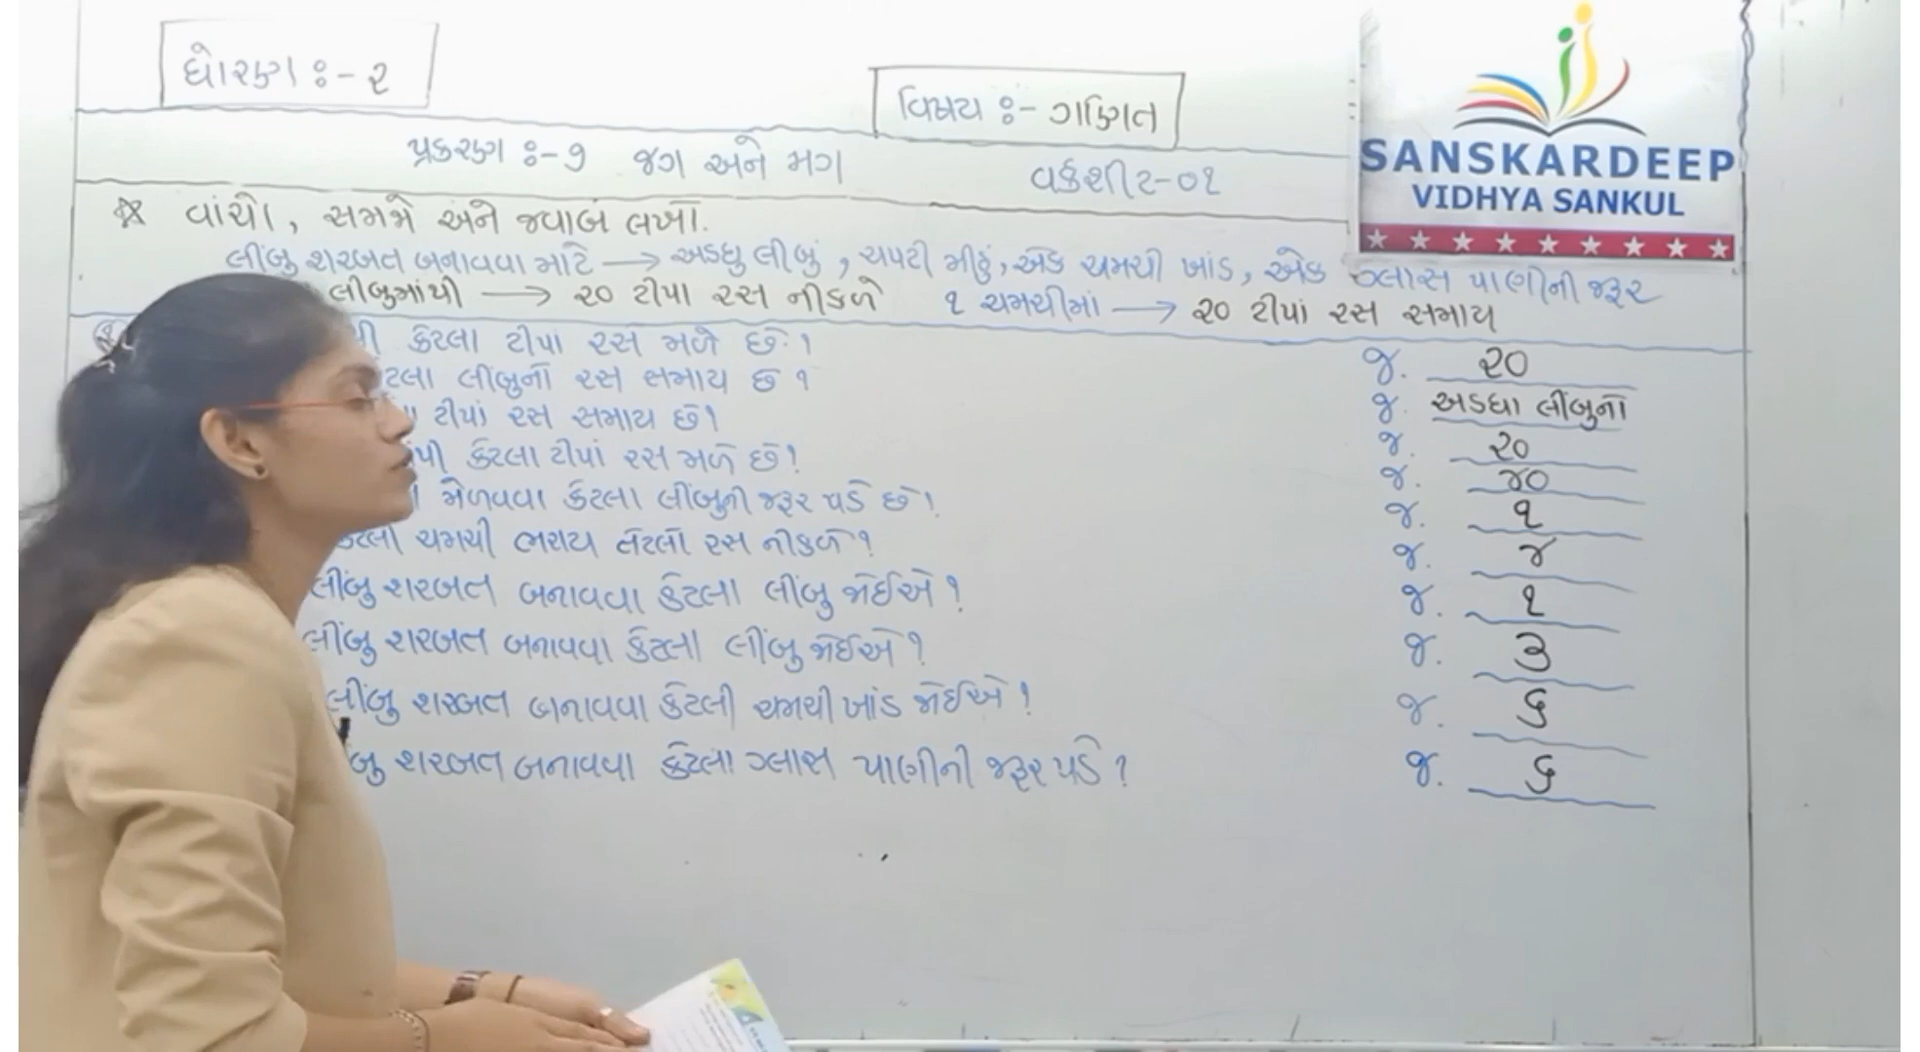 ધોરણ :- ૨
વિષય :- ગણિત
પ્રકરણ :- ૭ જગ અને મગ
વર્કશીટ-૦૧
SANSKARDEEP
VIDHYA SANKUL
☆ વાંચો, સમજો અને જવાબ લખો.
લીંબુ શરબત બનાવવા માટે → અડધુ લીબું, ચપટી મીઠું, એક ચમચી ખાંડ, એક ગ્લાસ પાણીની જરૂર
લીબુમાંથી → ૨૦ ટીપા રસ નીકળે ૧ ચમચીમાં → ૨૦ ટીપાં રસ સમાય
કેટલા ટીપા રસ મળે છે? જ. ૨૦
લીંબુનો રસ સમાય છે ? જ. અડધા લીંબુનો
ટીપાં રસ સમાય છે? જ. ૨૦
કેટલા ટીપાં રસ મળે છે? જ. ૪૦
મેળવવા કેટલા લીંબુની જરૂર પડે છે? જ. ૧
ચમચી ભરાય તેટલો રસ નીકળે ? જ. ૪
લીંબુ શરબત બનાવવા કેટલા લીંબુ જોઈએ ? જ. ૧
લીંબુ શરબત બનાવવા કેટલા લીંબુ જોઈએ ? જ. ૩
લીંબુ શરબત બનાવવા કેટલી ચમચી ખાંડ જોઈએ ? જ. ૬
શરબત બનાવવા કેટલા ગ્લાસ પાણીની જરૂર પડે ? જ. ૬